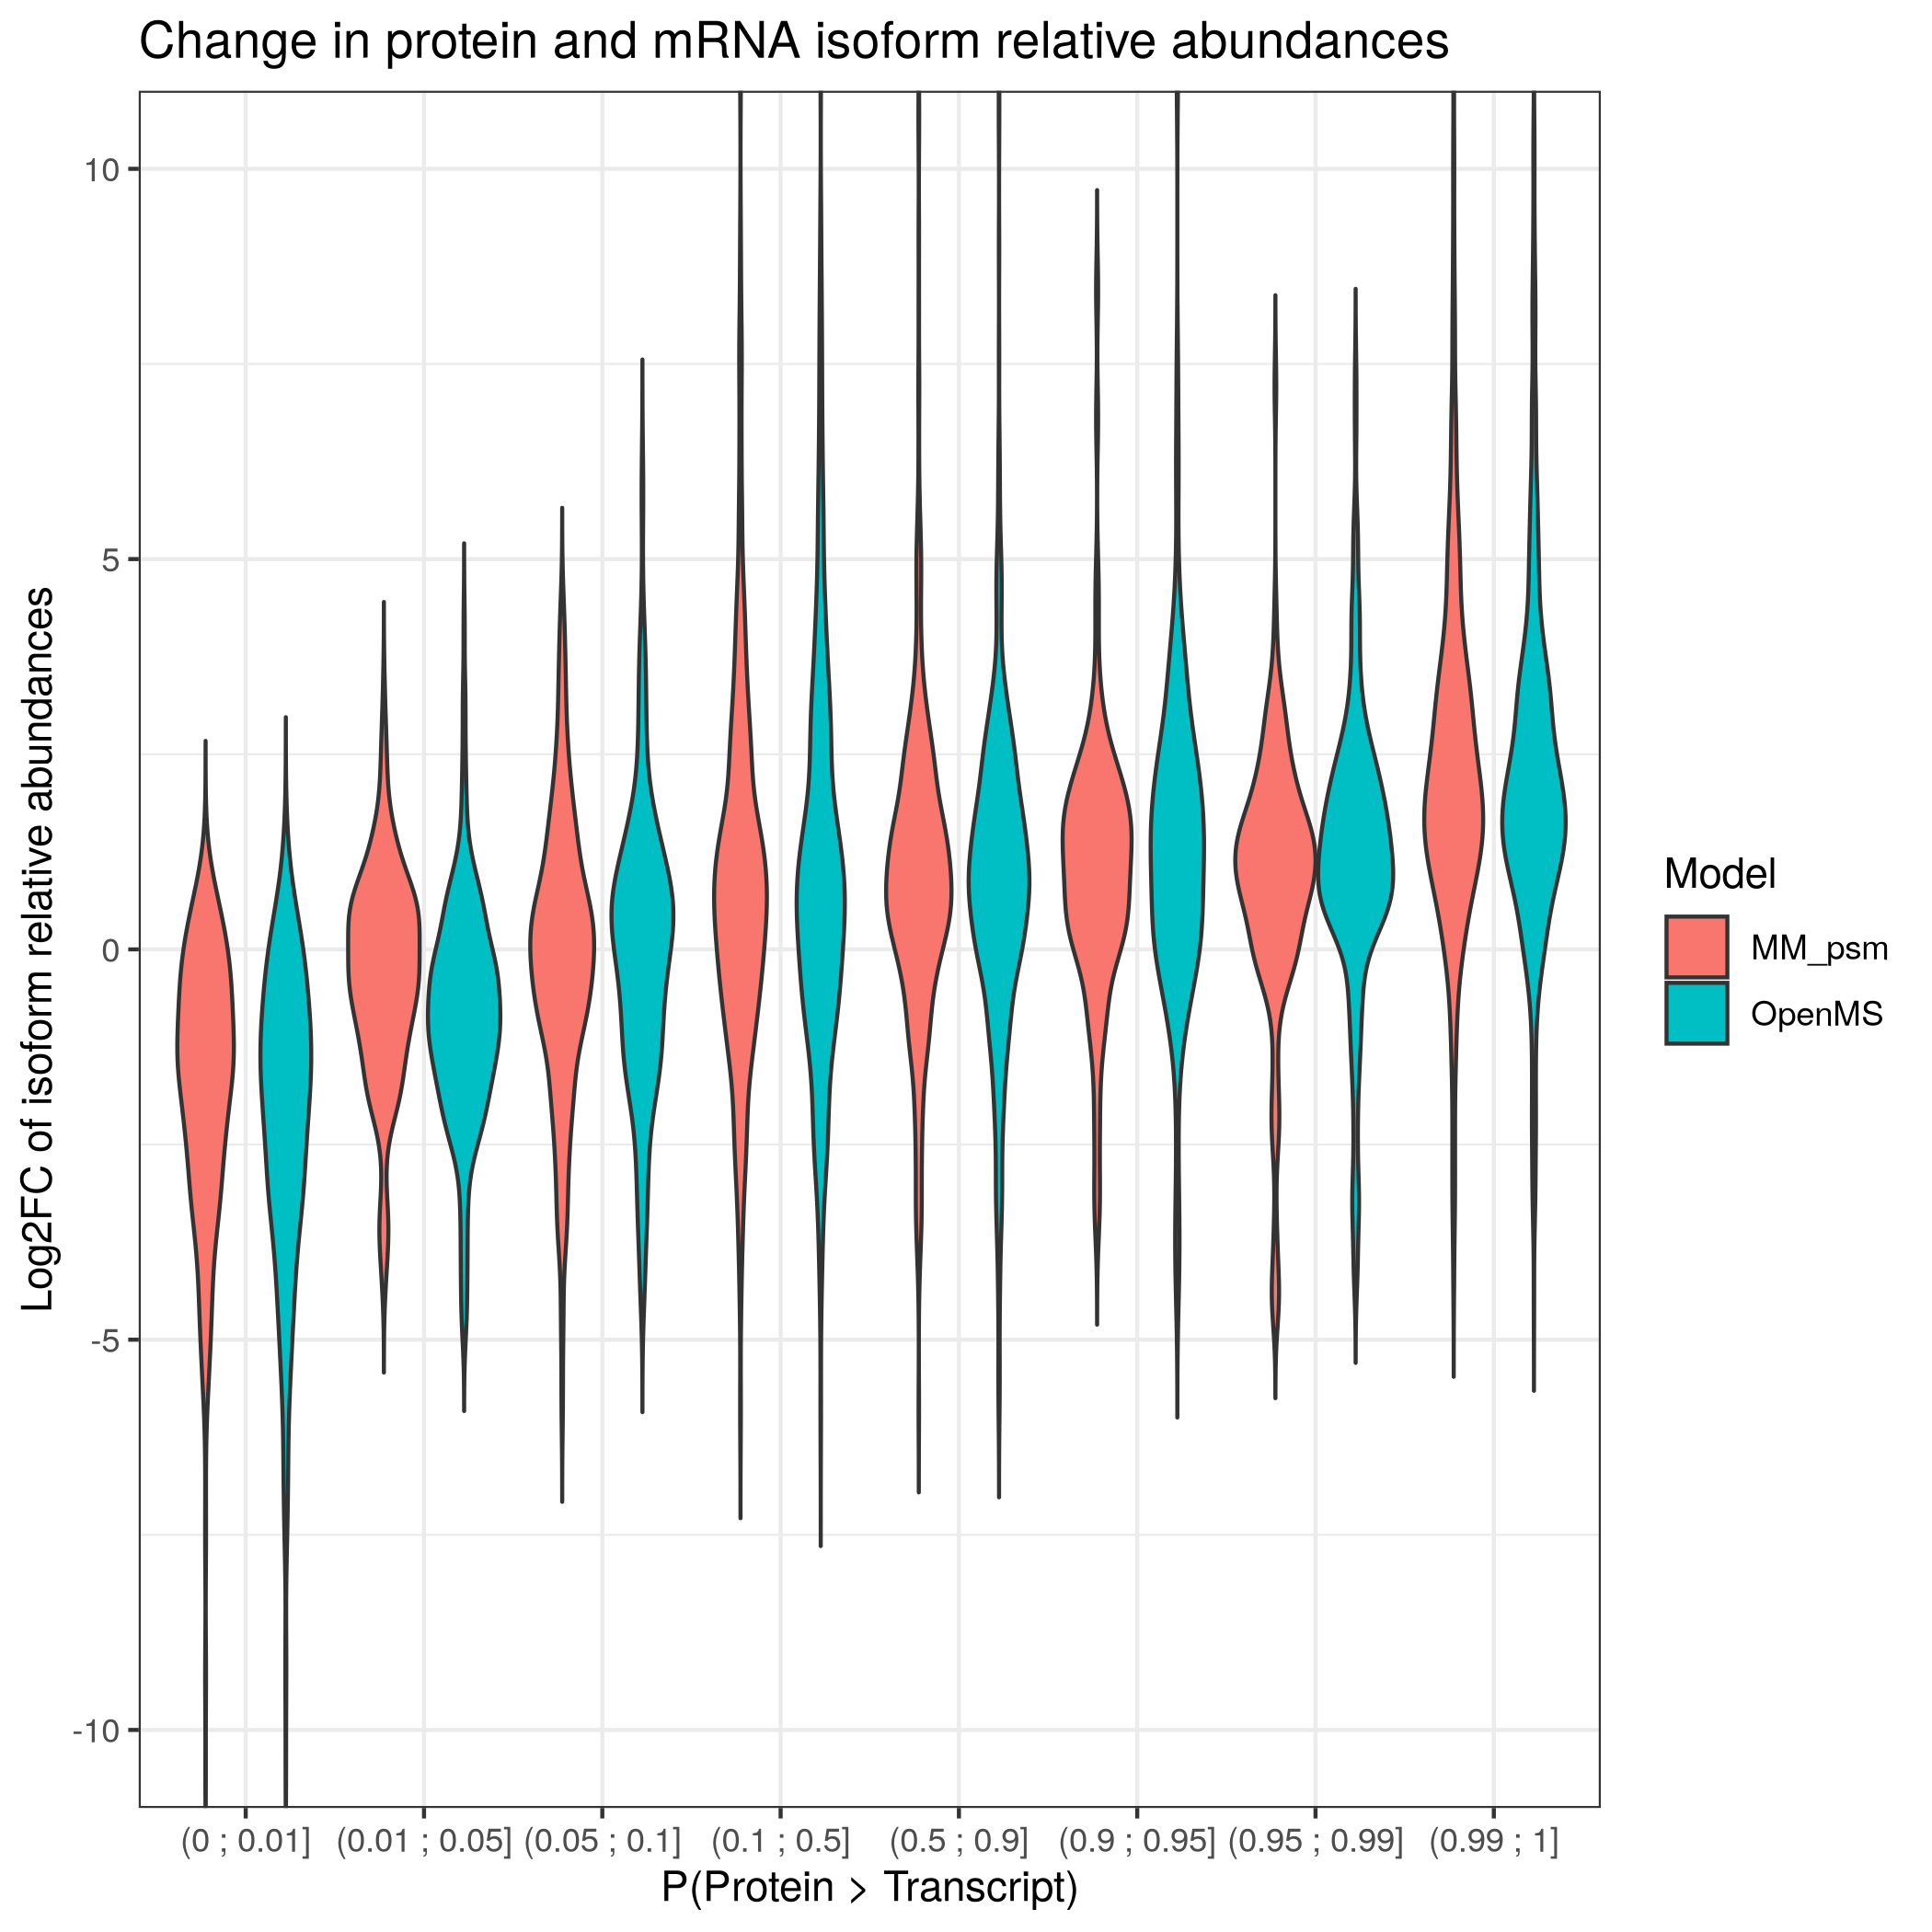 Change in protein and mRNA isoform relative abundances
Log2FC of isoform relative abundances
10
5
0
-5
-10
(0 ; 0.01]
(0.01 ; 0.05]
(0.05 ; 0.1]
(0.1 ; 0.5]
(0.5 ; 0.9]
(0.9 ; 0.95]
(0.95 ; 0.99]
(0.99 ; 1]
P(Protein > Transcript)
Model
MM_psm
OpenMS